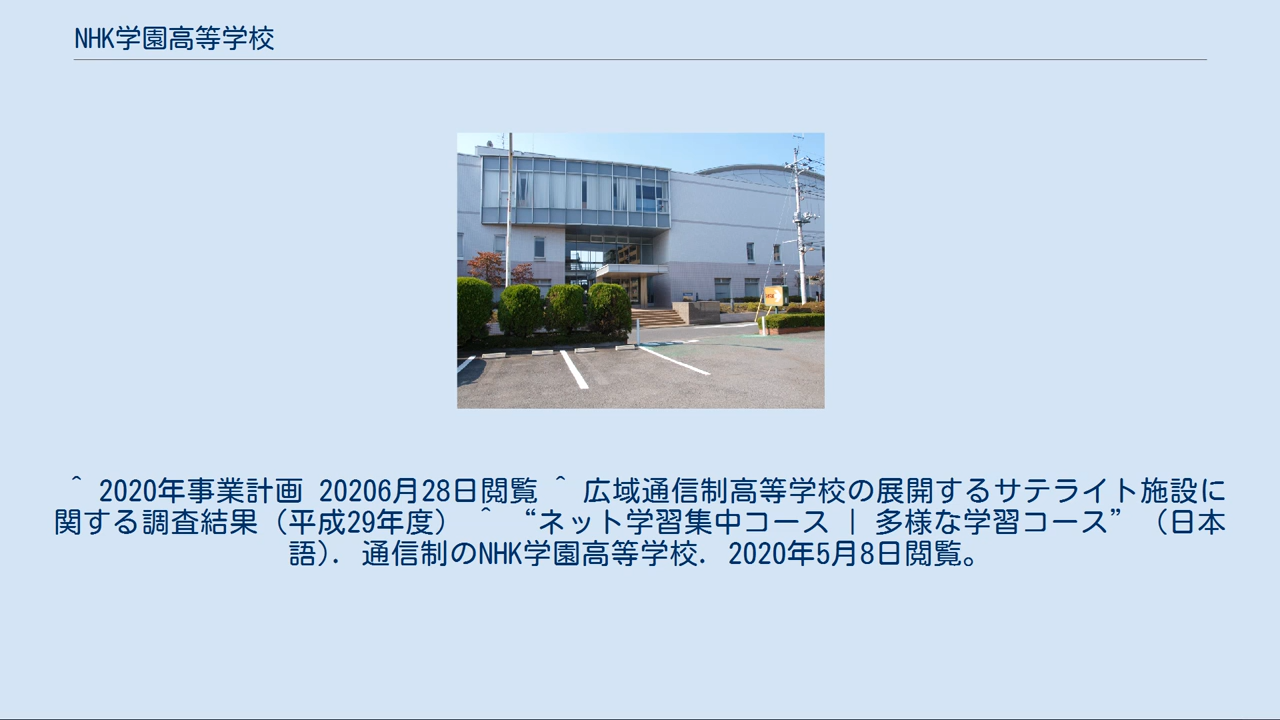 NHK学園高等学校
^ 2020年事業計画 20206月28日閲覧 ^ 広域通信制高等学校の展開するサテライト施設に
関する調査結果（平成29年度） ^ “ネット学習集中コース | 多様な学習コース” （日本
語）. 通信制のNHK学園高等学校. 2020年5月8日閲覧。